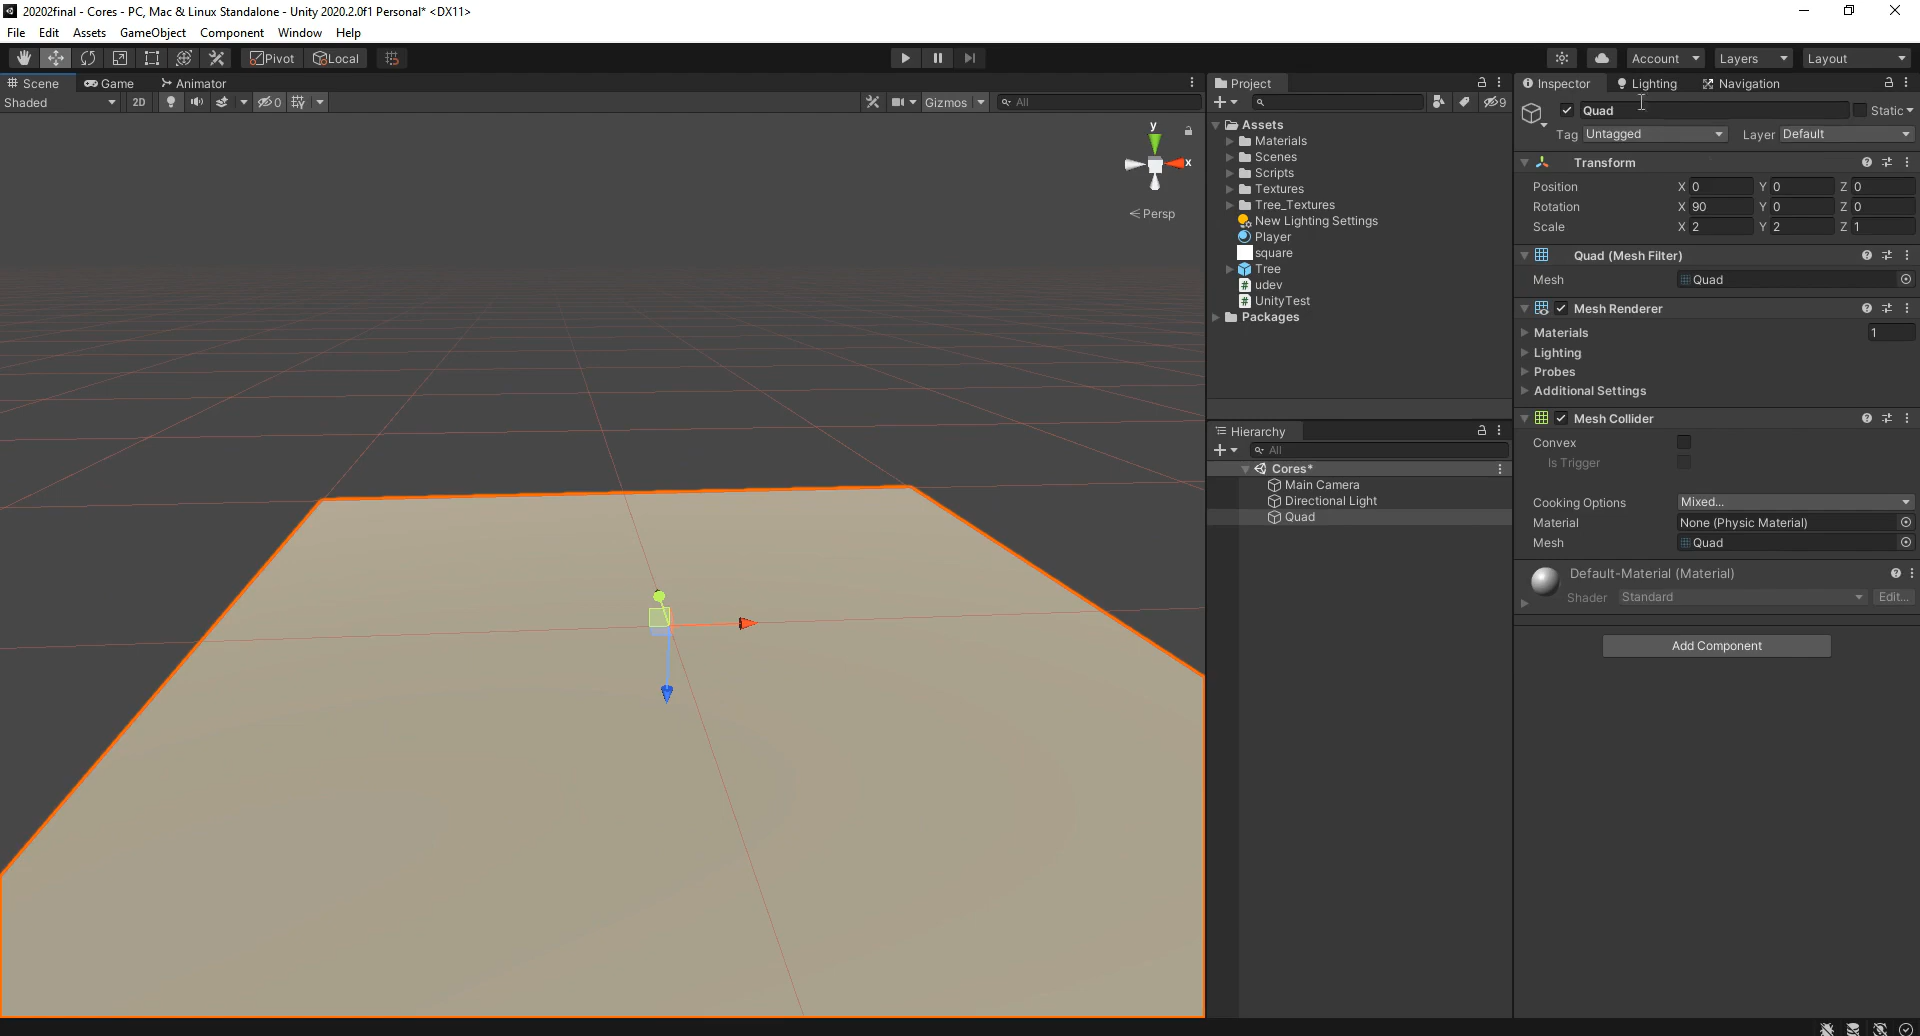 20202final - Cores - PC, Mac & Linux Standalone - Unity 2020.2.0f1 Personal* <DX11>
File Edit Assets GameObject Component Window Help
Pivot Local Account Layers Layout
Scene Game Animator
Shaded 2D 0 Gizmos All
y
x
Persp
Project
9
Assets
Materials
Scenes
Scripts
Textures
Tree_Textures
New Lighting Settings
Player
square
Tree
udev
UnityTest
Packages
Hierarchy
All
Cores*
Main Camera
Directional Light
Quad
Inspector Lighting Navigation
Quad Static
Tag Untagged Layer Default
Transform
Position X 0 Y 0 Z 0
Rotation X 90 Y 0 Z 0
Scale X 2 Y 2 Z 1
Quad (Mesh Filter)
Mesh Quad
Mesh Renderer
Materials 1
Lighting
Probes
Additional Settings
Mesh Collider
Convex
Is Trigger
Cooking Options Mixed...
Material None (Physic Material)
Mesh Quad
Default-Material (Material)
Shader Standard Edit...
Add Component